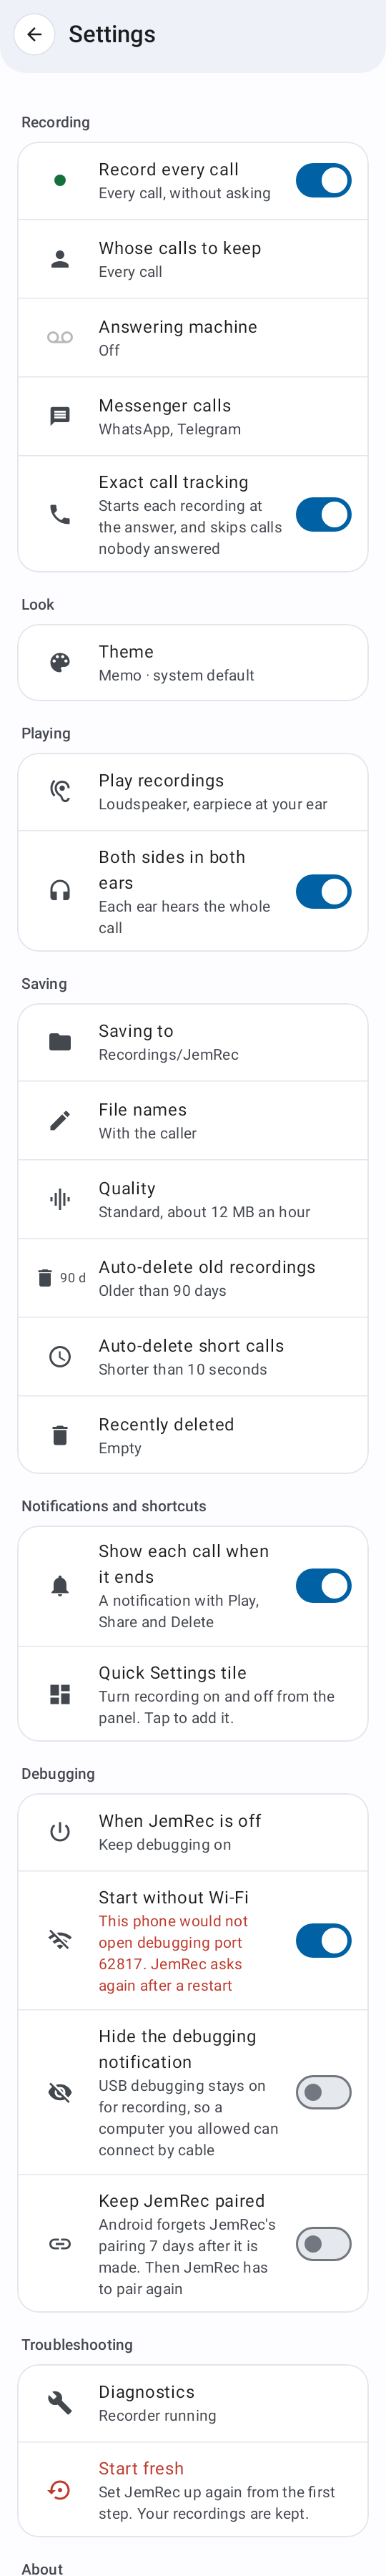 Settings
Recording
Record every call
Every call, without asking
Whose calls to keep
Every call
Answering machine
Off
Messenger calls
WhatsApp, Telegram
Exact call tracking
Starts each recording at
the answer, and skips calls
nobody answered
Look
Theme
Memo · system default
Playing
Play recordings
Loudspeaker, earpiece at your ear
Both sides in both
ears
Each ear hears the whole
call
Saving
Saving to
Recordings/JemRec
File names
With the caller
Quality
Standard, about 12 MB an hour
90 d
Auto-delete old recordings
Older than 90 days
Auto-delete short calls
Shorter than 10 seconds
Recently deleted
Empty
Notifications and shortcuts
Show each call when
it ends
A notification with Play,
Share and Delete
Quick Settings tile
Turn recording on and off from the
panel. Tap to add it.
Debugging
When JemRec is off
Keep debugging on
Start without Wi-Fi
This phone would not
open debugging port
62817. JemRec asks
again after a restart
Hide the debugging
notification
USB debugging stays on
for recording, so a
computer you allowed can
connect by cable
Keep JemRec paired
Android forgets JemRec's
pairing 7 days after it is
made. Then JemRec has
to pair again
Troubleshooting
Diagnostics
Recorder running
Start fresh
Set JemRec up again from the first
step. Your recordings are kept.
About